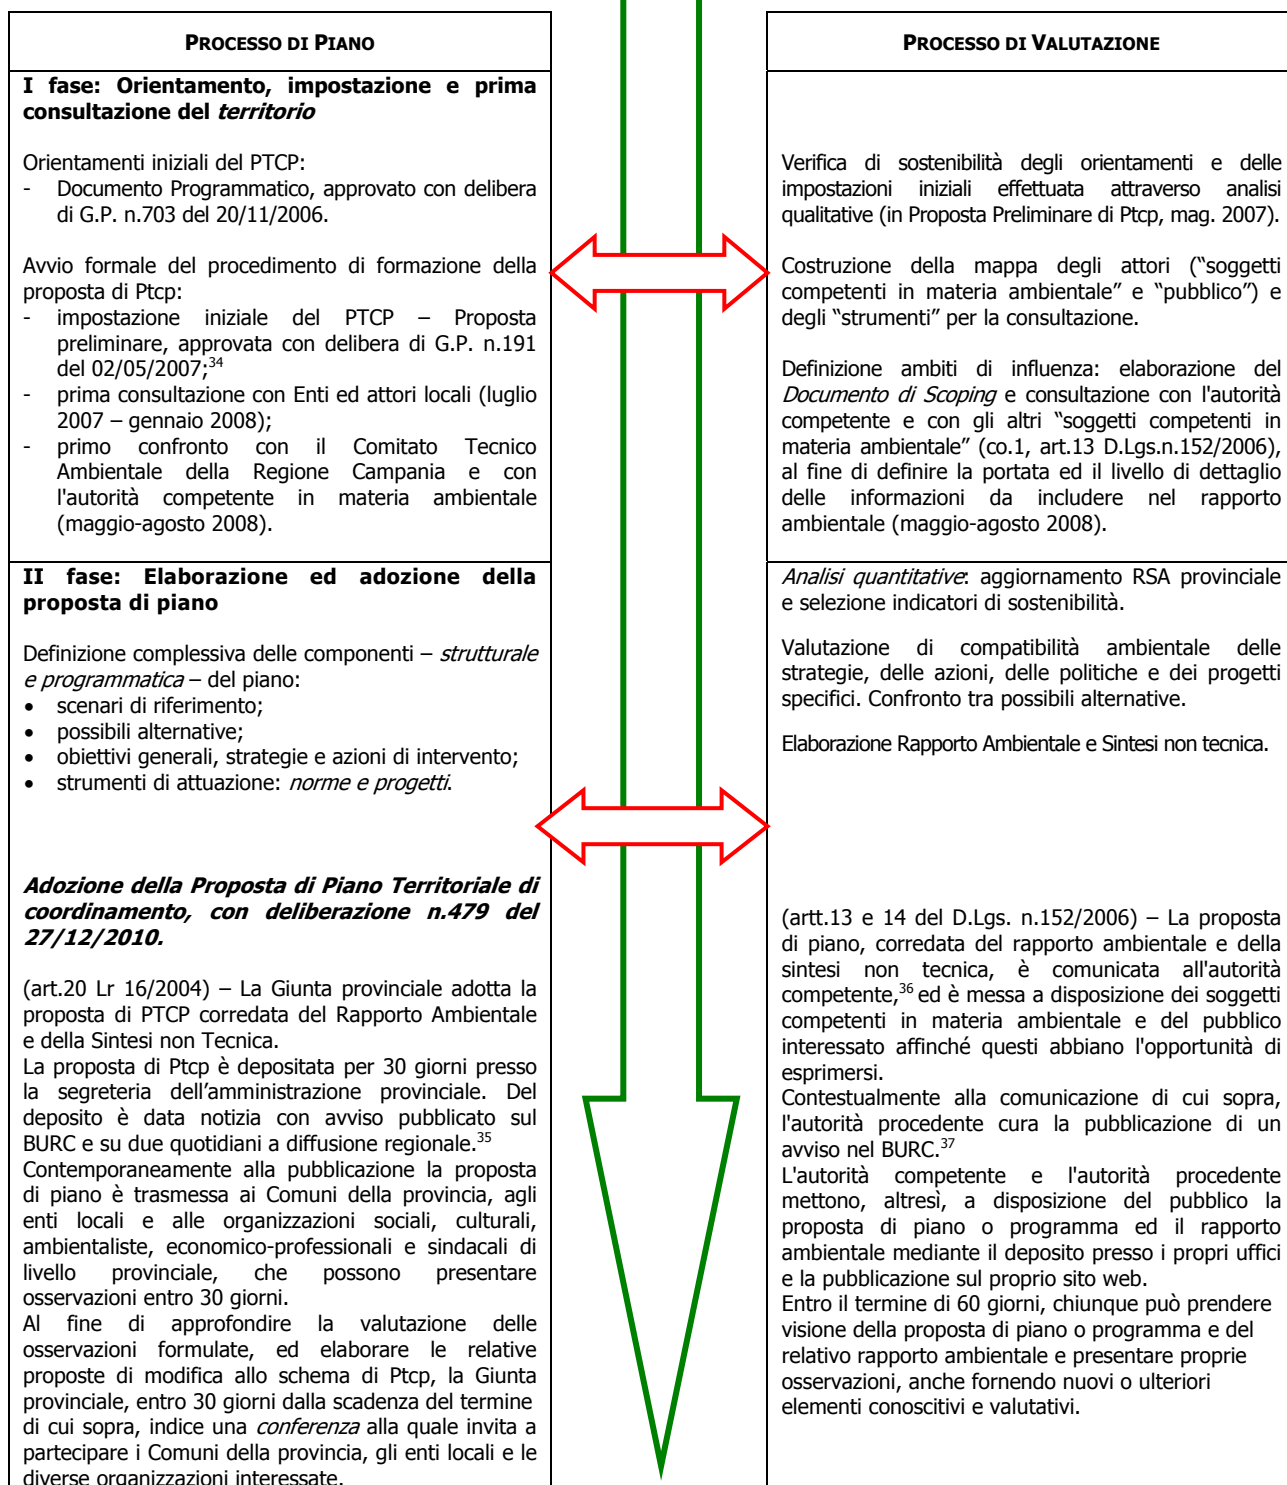 PROCESSO DI PIANO
I fase: Orientamento, impostazione e prima
consultazione del territorio
Orientamenti iniziali del PTCP:
- Documento Programmatico, approvato con delibera
di G.P. n.703 del 20/11/2006.
Avvio formale del procedimento di formazione della
proposta di Ptcp:
- impostazione iniziale del PTCP – Proposta
preliminare, approvata con delibera di G.P. n.191
del 02/05/2007;34
- prima consultazione con Enti ed attori locali (luglio
2007 – gennaio 2008);
- primo confronto con il Comitato Tecnico
Ambientale della Regione Campania e con
l'autorità competente in materia ambientale
(maggio-agosto 2008).
II fase: Elaborazione ed adozione della
proposta di piano
Definizione complessiva delle componenti – strutturale
e programmatica – del piano:
• scenari di riferimento;
• possibili alternative;
• obiettivi generali, strategie e azioni di intervento;
• strumenti di attuazione: norme e progetti.
Adozione della Proposta di Piano Territoriale di
coordinamento, con deliberazione n.479 del
27/12/2010.
(art.20 Lr 16/2004) – La Giunta provinciale adotta la
proposta di PTCP corredata del Rapporto Ambientale
e della Sintesi non Tecnica.
La proposta di Ptcp è depositata per 30 giorni presso
la segreteria dell’amministrazione provinciale. Del
deposito è data notizia con avviso pubblicato sul
BURC e su due quotidiani a diffusione regionale.35
Contemporaneamente alla pubblicazione la proposta
di piano è trasmessa ai Comuni della provincia, agli
enti locali e alle organizzazioni sociali, culturali,
ambientaliste, economico-professionali e sindacali di
livello provinciale, che possono presentare
osservazioni entro 30 giorni.
Al fine di approfondire la valutazione delle
osservazioni formulate, ed elaborare le relative
proposte di modifica allo schema di Ptcp, la Giunta
provinciale, entro 30 giorni dalla scadenza del termine
di cui sopra, indice una conferenza alla quale invita a
partecipare i Comuni della provincia, gli enti locali e le
diverse organizzazioni interessate.
PROCESSO DI VALUTAZIONE
Verifica di sostenibilità degli orientamenti e delle
impostazioni iniziali effettuata attraverso analisi
qualitative (in Proposta Preliminare di Ptcp, mag. 2007).
Costruzione della mappa degli attori (“soggetti
competenti in materia ambientale” e “pubblico”) e
degli “strumenti” per la consultazione.
Definizione ambiti di influenza: elaborazione del
Documento di Scoping e consultazione con l'autorità
competente e con gli altri “soggetti competenti in
materia ambientale” (co.1, art.13 D.Lgs.n.152/2006),
al fine di definire la portata ed il livello di dettaglio
delle informazioni da includere nel rapporto
ambientale (maggio-agosto 2008).
Analisi quantitative: aggiornamento RSA provinciale
e selezione indicatori di sostenibilità.
Valutazione di compatibilità ambientale delle
strategie, delle azioni, delle politiche e dei progetti
specifici. Confronto tra possibili alternative.
Elaborazione Rapporto Ambientale e Sintesi non tecnica.
(artt.13 e 14 del D.Lgs. n.152/2006) – La proposta
di piano, corredata del rapporto ambientale e della
sintesi non tecnica, è comunicata all'autorità
competente,36 ed è messa a disposizione dei soggetti
competenti in materia ambientale e del pubblico
interessato affinché questi abbiano l'opportunità di
esprimersi.
Contestualmente alla comunicazione di cui sopra,
l'autorità procedente cura la pubblicazione di un
avviso nel BURC.37
L'autorità competente e l'autorità procedente
mettono, altresì, a disposizione del pubblico la
proposta di piano o programma ed il rapporto
ambientale mediante il deposito presso i propri uffici
e la pubblicazione sul proprio sito web.
Entro il termine di 60 giorni, chiunque può prendere
visione della proposta di piano o programma e del
relativo rapporto ambientale e presentare proprie
osservazioni, anche fornendo nuovi o ulteriori
elementi conoscitivi e valutativi.